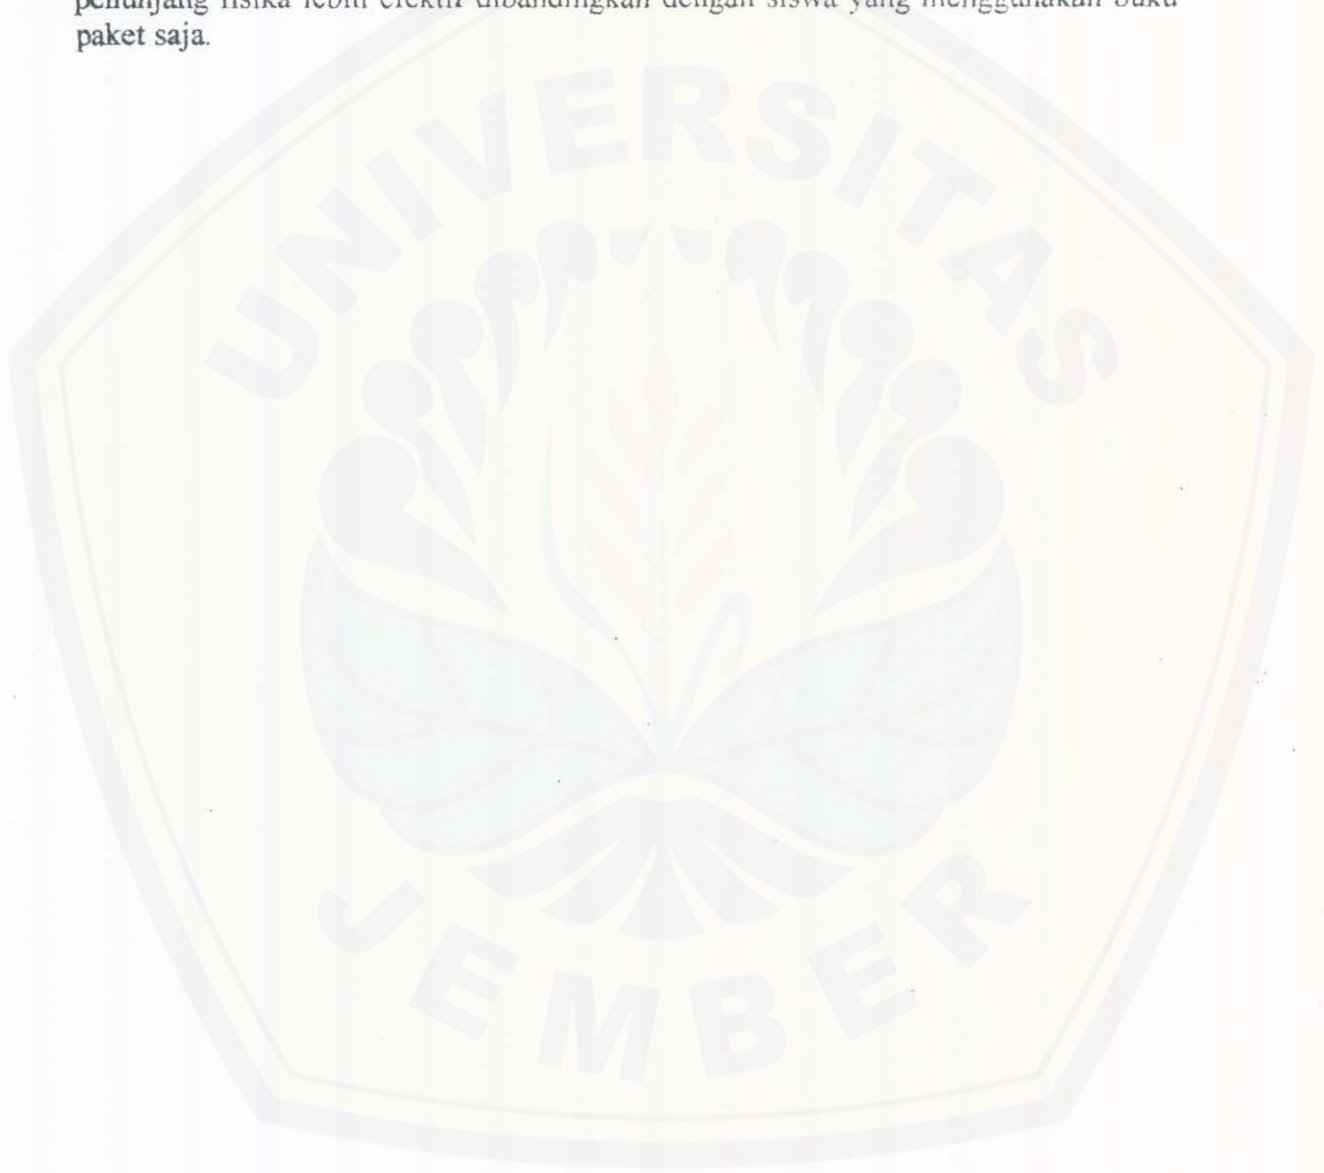 penunjang fisika lebih efektif dibandingkan dengan siswa yang menggunakan buku
paket saja.
UNIVERSITAS
JEMBER